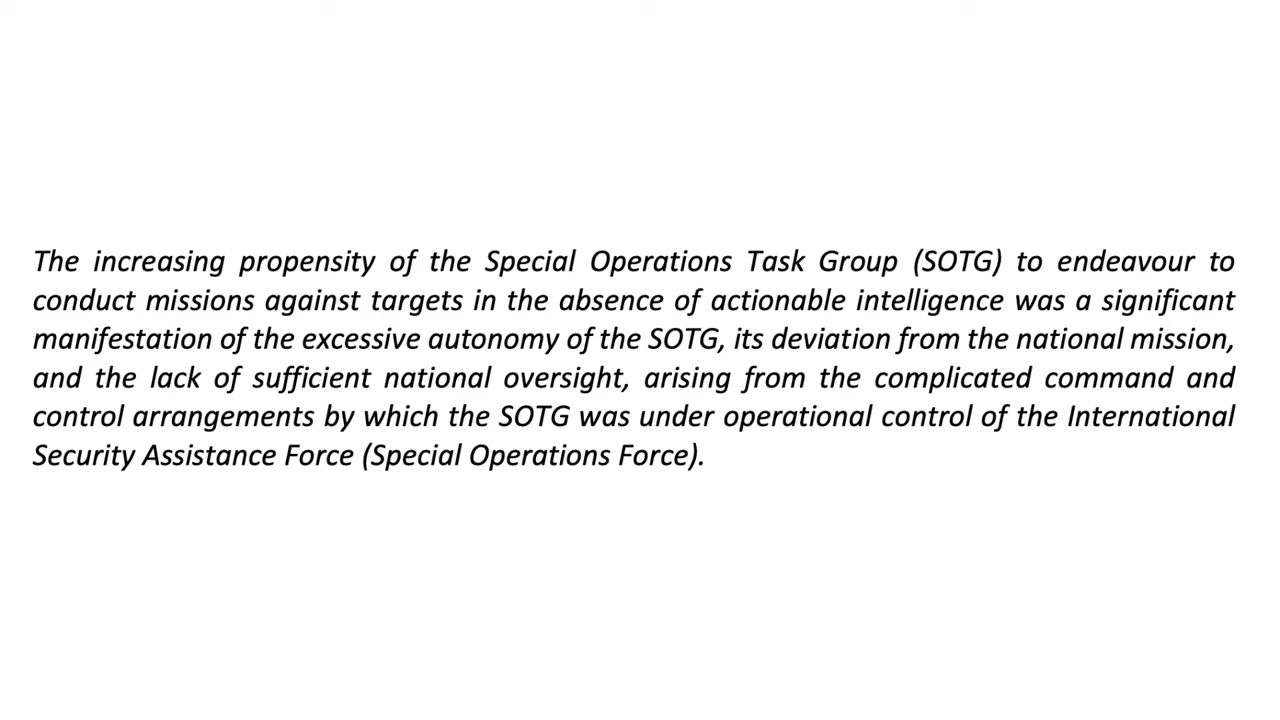 The increasing propensity of the Special Operations Task Group (SOTG) to endeavour to
conduct missions against targets in the absence of actionable intelligence was a significant
manifestation of the excessive autonomy of the SOTG, its deviation from the national mission,
and the lack of sufficient national oversight, arising from the complicated command and
control arrangements by which the SOTG was under operational control of the International
Security Assistance Force (Special Operations Force).